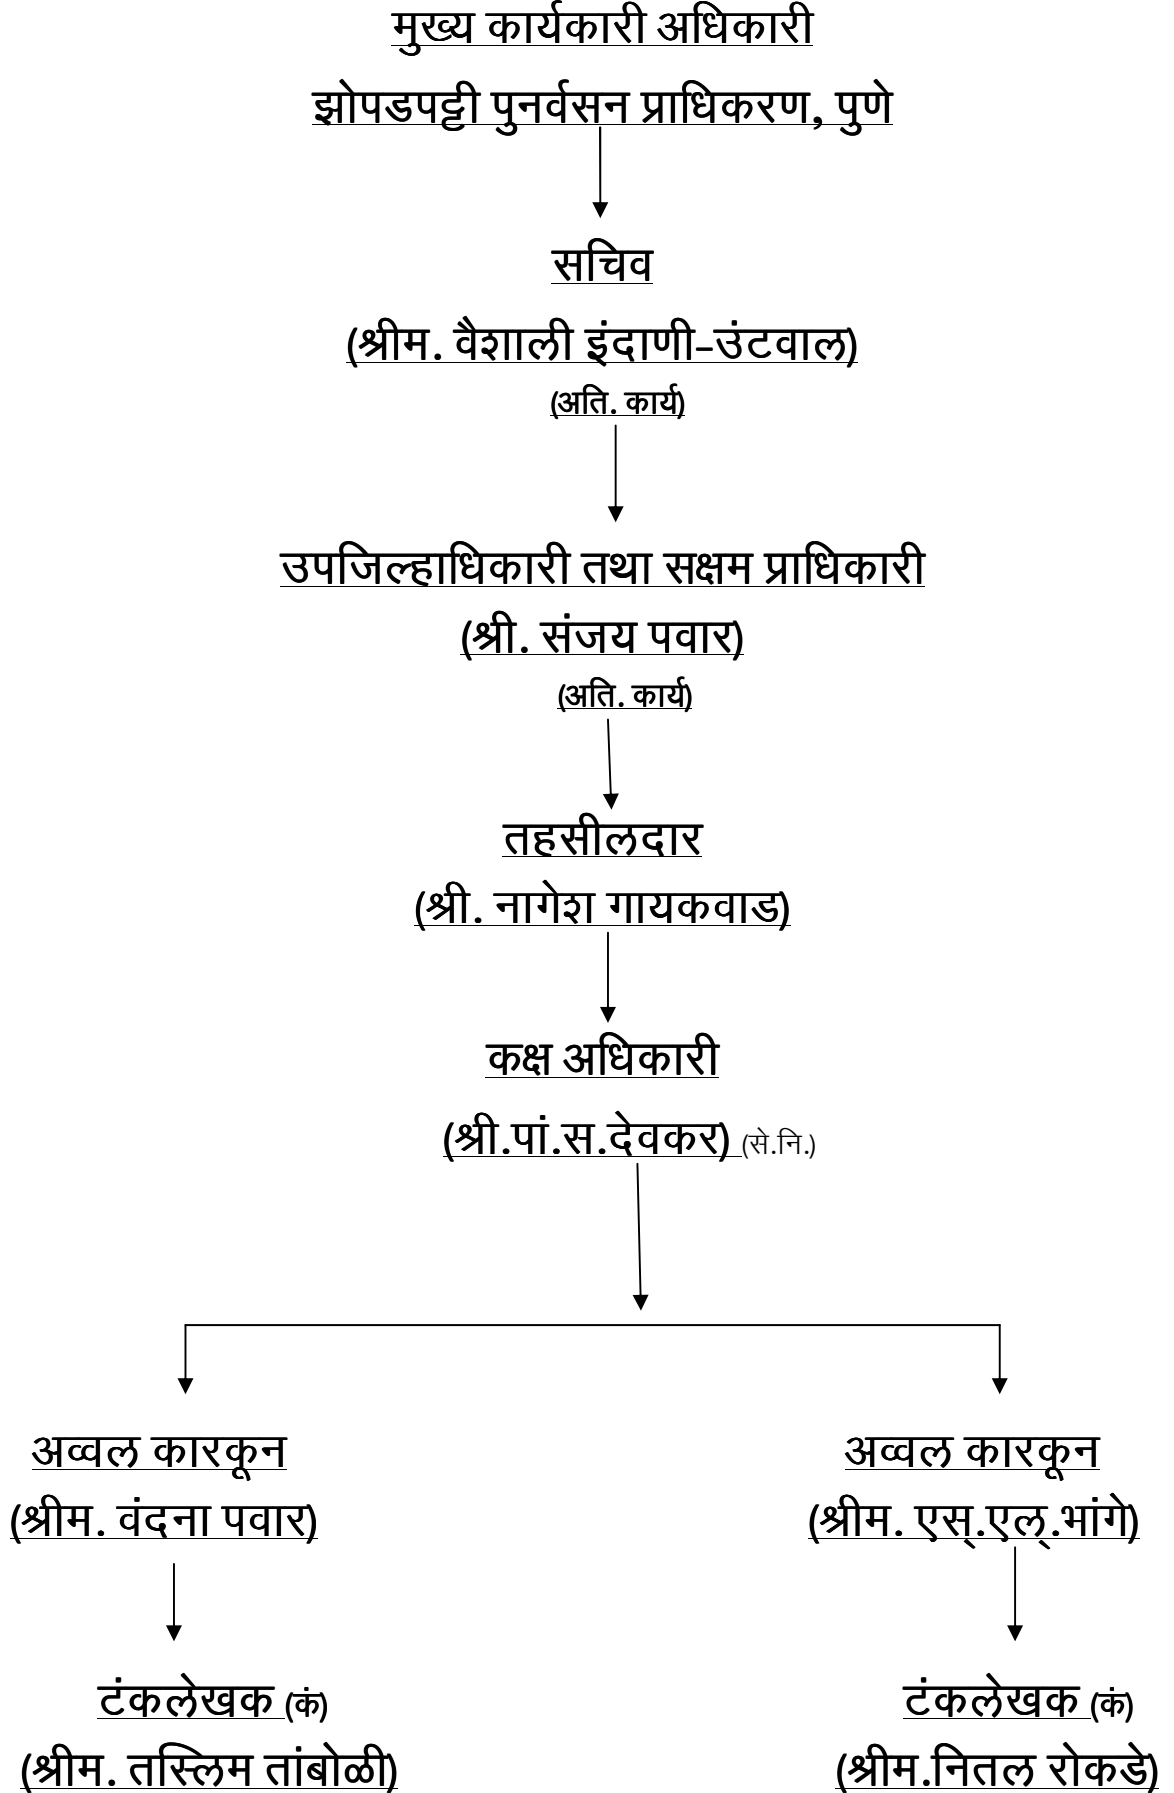 मुख्य कार्यकारी अधिकारी
झोपडपट्टी पुनर्वसन प्राधिकरण, पुणे
सचिव
(श्रीम. वैशाली इंदाणी-उंटवाल)
(अति. कार्य)
उपजिल्हाधिकारी तथा सक्षम प्राधिकारी
(श्री. संजय पवार)
(अति. कार्य)
तहसीलदार
(श्री. नागेश गायकवाड)
कक्ष अधिकारी
(श्री.पां.स.देवकर) (से.नि.)
अव्वल कारकून
(श्रीम. वंदना पवार)
टंकलेखक (कं)
(श्रीम. तस्लिम तांबोळी)
अव्वल कारकून
(श्रीम. एस्.एल्.भांगे)
टंकलेखक (कं)
(श्रीम.नितल रोकडे)